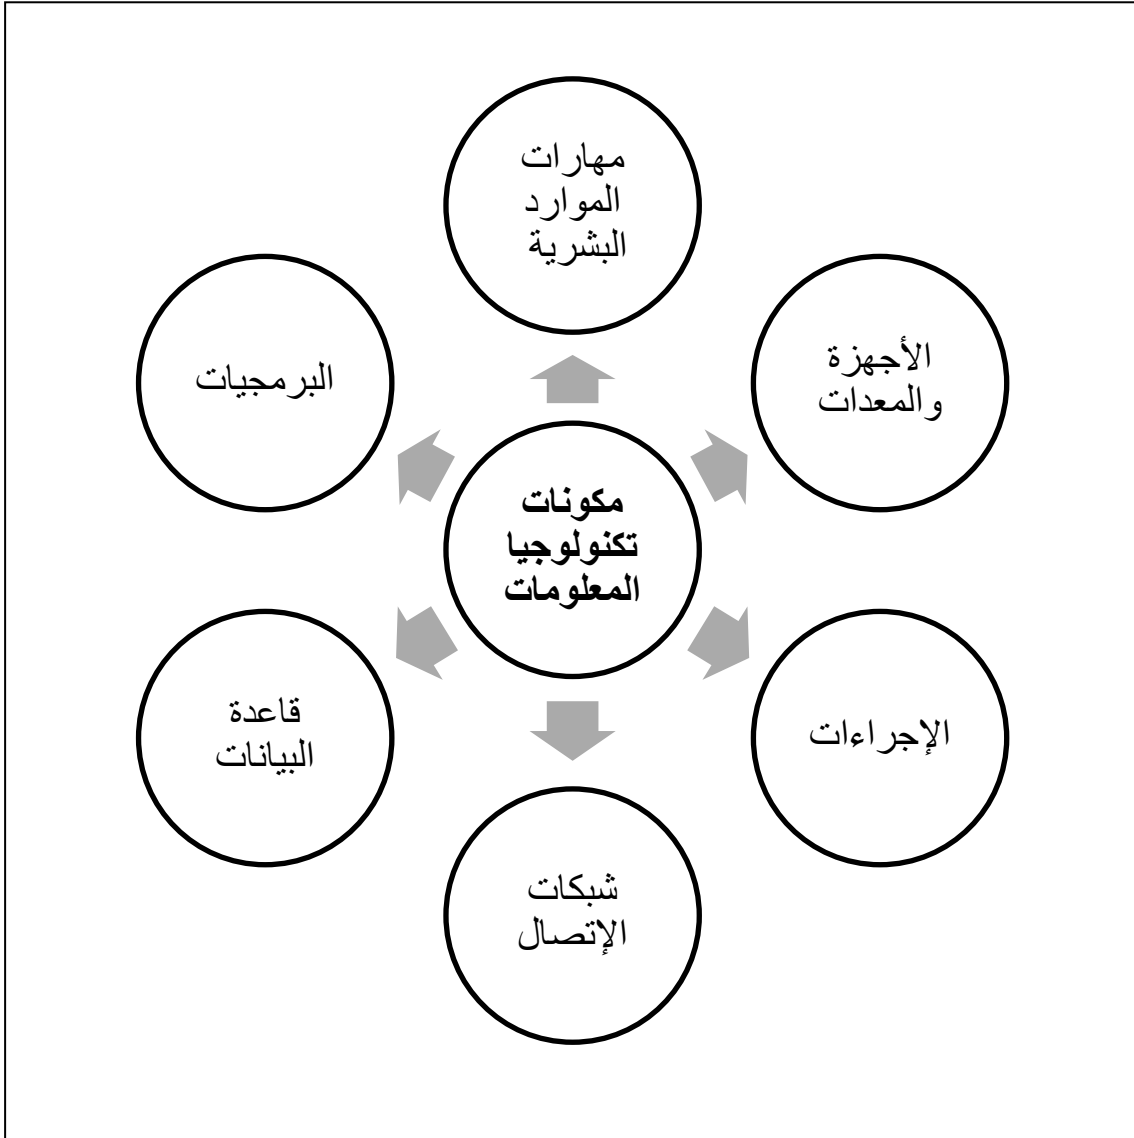 مهارات
الموارد
البشرية
الأجهزة
والمعدات
البرمجيات
مكونات
تكنولوجيا
المعلومات
الإجراءات
قاعدة
البيانات
شبكات
الإتصال